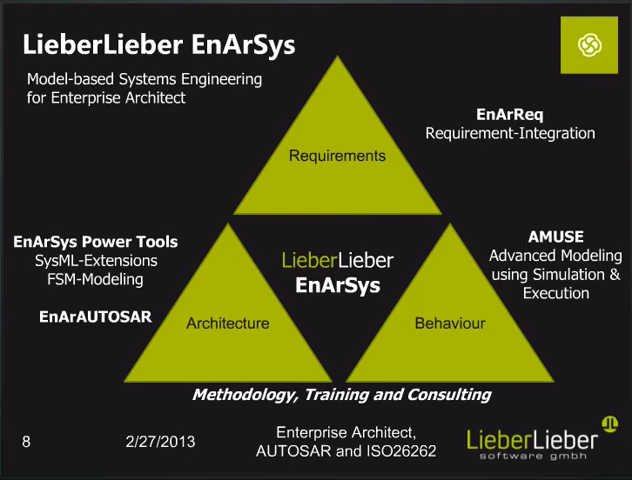 LieberLieber EnArSys
Model-based Systems Engineering
for Enterprise Architect
EnArReq
Requirement-Integration
Requirements
EnArSys Power Tools
SysML-Extensions
FSM-Modeling
EnArAUTOSAR
LieberLieber
EnArSys
AMUSE
Advanced Modeling
using Simulation &
Execution
Architecture
Behaviour
Methodology, Training and Consulting
8
2/27/2013
Enterprise Architect,
AUTOSAR and ISO26262
LieberLieber
software gmbh